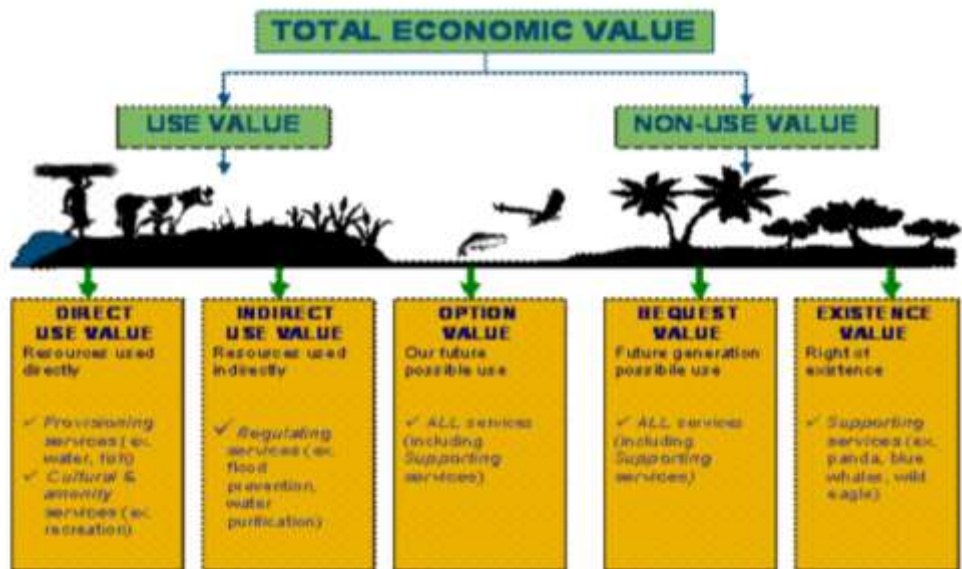 TOTAL ECONOMIC VALUE
USE VALUE
NON-USE VALUE
DIRECT
USE VALUE
Resources used
directly
✓ Provisioning
services (ex.
water, fish)
✓ Cultural &
amenity
services (ex.
recreation)
INDIRECT
USE VALUE
Resources used
indirectly
✓ Regulating
services (ex.
flood
prevention,
water
purification)
OPTION
VALUE
Our future
possible use
✓ ALL services
(including
Supporting
services)
BEQUEST
VALUE
Future generation
possibile use
✓ ALL services
(including
Supporting
services)
EXISTENCE
VALUE
Right of
existence
✓ Supporting
services (ex.
panda, blue
whales, wild
eagle)